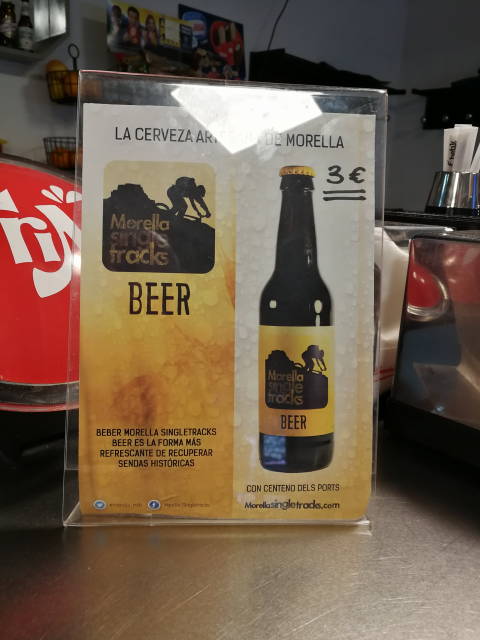 LA CERVEZA DE MORELLA
3 €
Morella
single
tracks
BEER
Morella
single
tracks
BEER
BEBER MORELLA SINGLETRACKS
BEER ES LA FORMA MÁS
REFRESCANTE DE RECUPERAR
SENDAS HISTÓRICAS
CON CENTENO DELS PORTS
Morellasingletracks.com